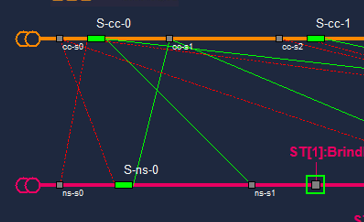 S-cc-0 S-cc-1
cc-s0 cc-s1 cc-s2
S-ns-0
ST[1]:Brind
ns-s0 ns-s1